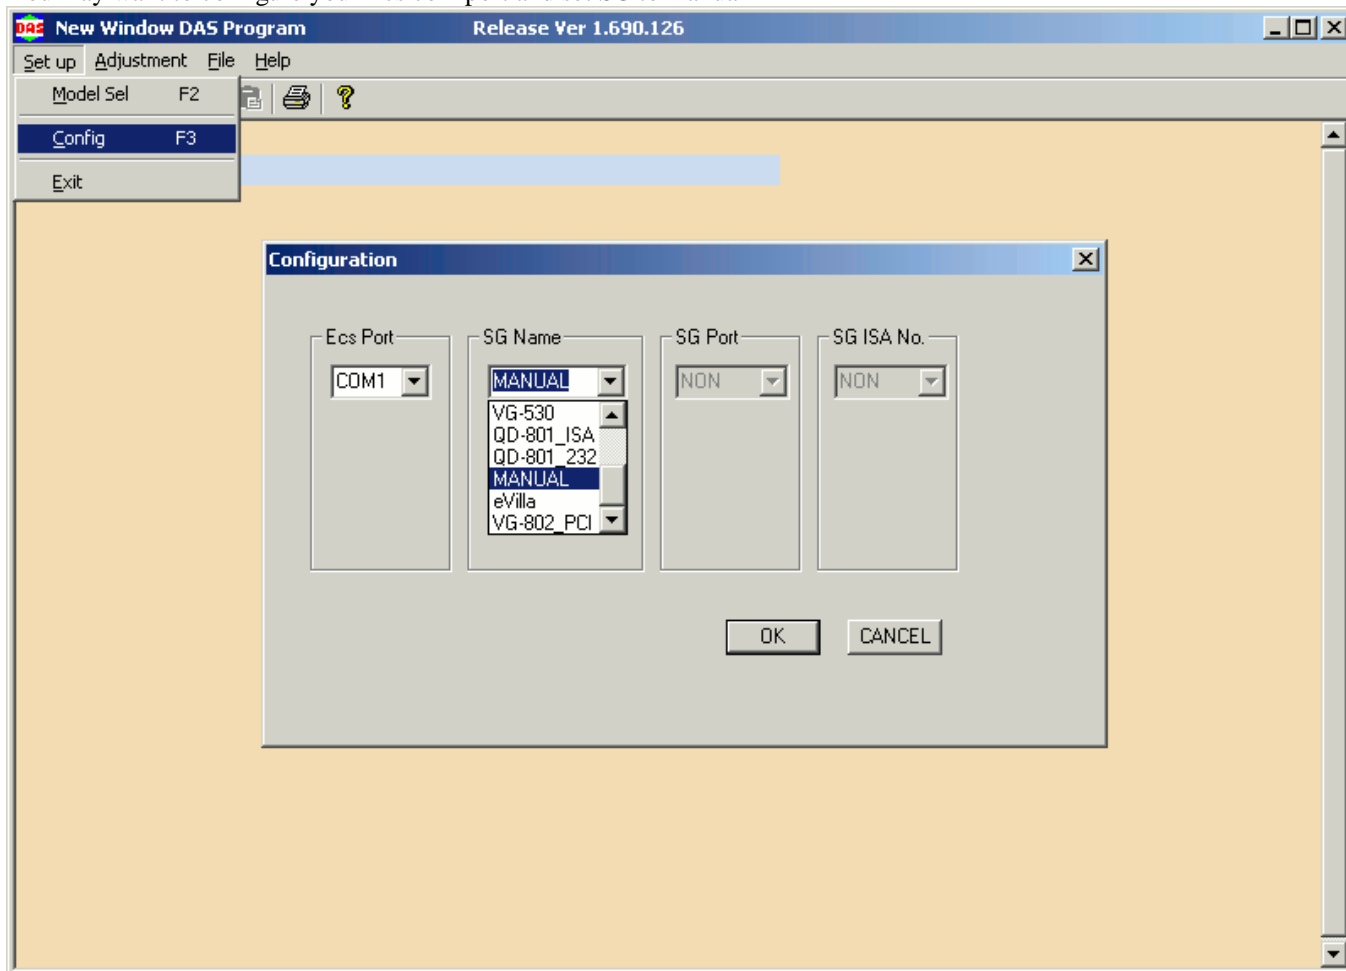 DAS New Window DAS Program Release Ver 1.690.126
Set up Adjustment File Help
Model Sel F2
Config F3
Exit
Configuration
Ecs Port SG Name SG Port SG ISA No.
COM1 MANUAL NON NON
VG-530
QD-801_ISA
QD-801_232
MANUAL
eVilla
VG-802_PCI
OK CANCEL